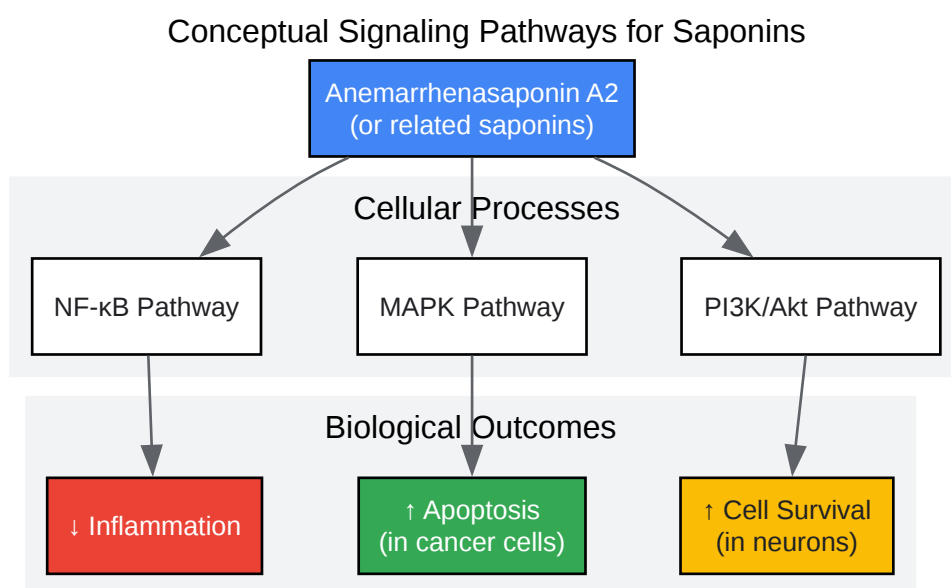 Conceptual Signaling Pathways for Saponins
Anemarrhenasaponin A2
(or related saponins)
Cellular Processes
NF-κB Pathway
MAPK Pathway
PI3K/Akt Pathway
Biological Outcomes
↓ Inflammation
↑ Apoptosis
(in cancer cells)
↑ Cell Survival
(in neurons)